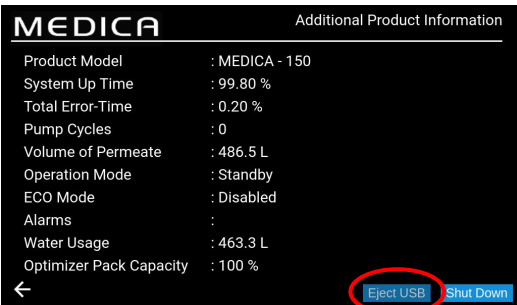 MEDICA
Additional Product Information
Product Model : MEDICA - 150
System Up Time : 99.80 %
Total Error-Time : 0.20 %
Pump Cycles : 0
Volume of Permeate : 486.5 L
Operation Mode : Standby
ECO Mode : Disabled
Alarms :
Water Usage : 463.3 L
Optimizer Pack Capacity : 100 %
Eject USB Shut Down